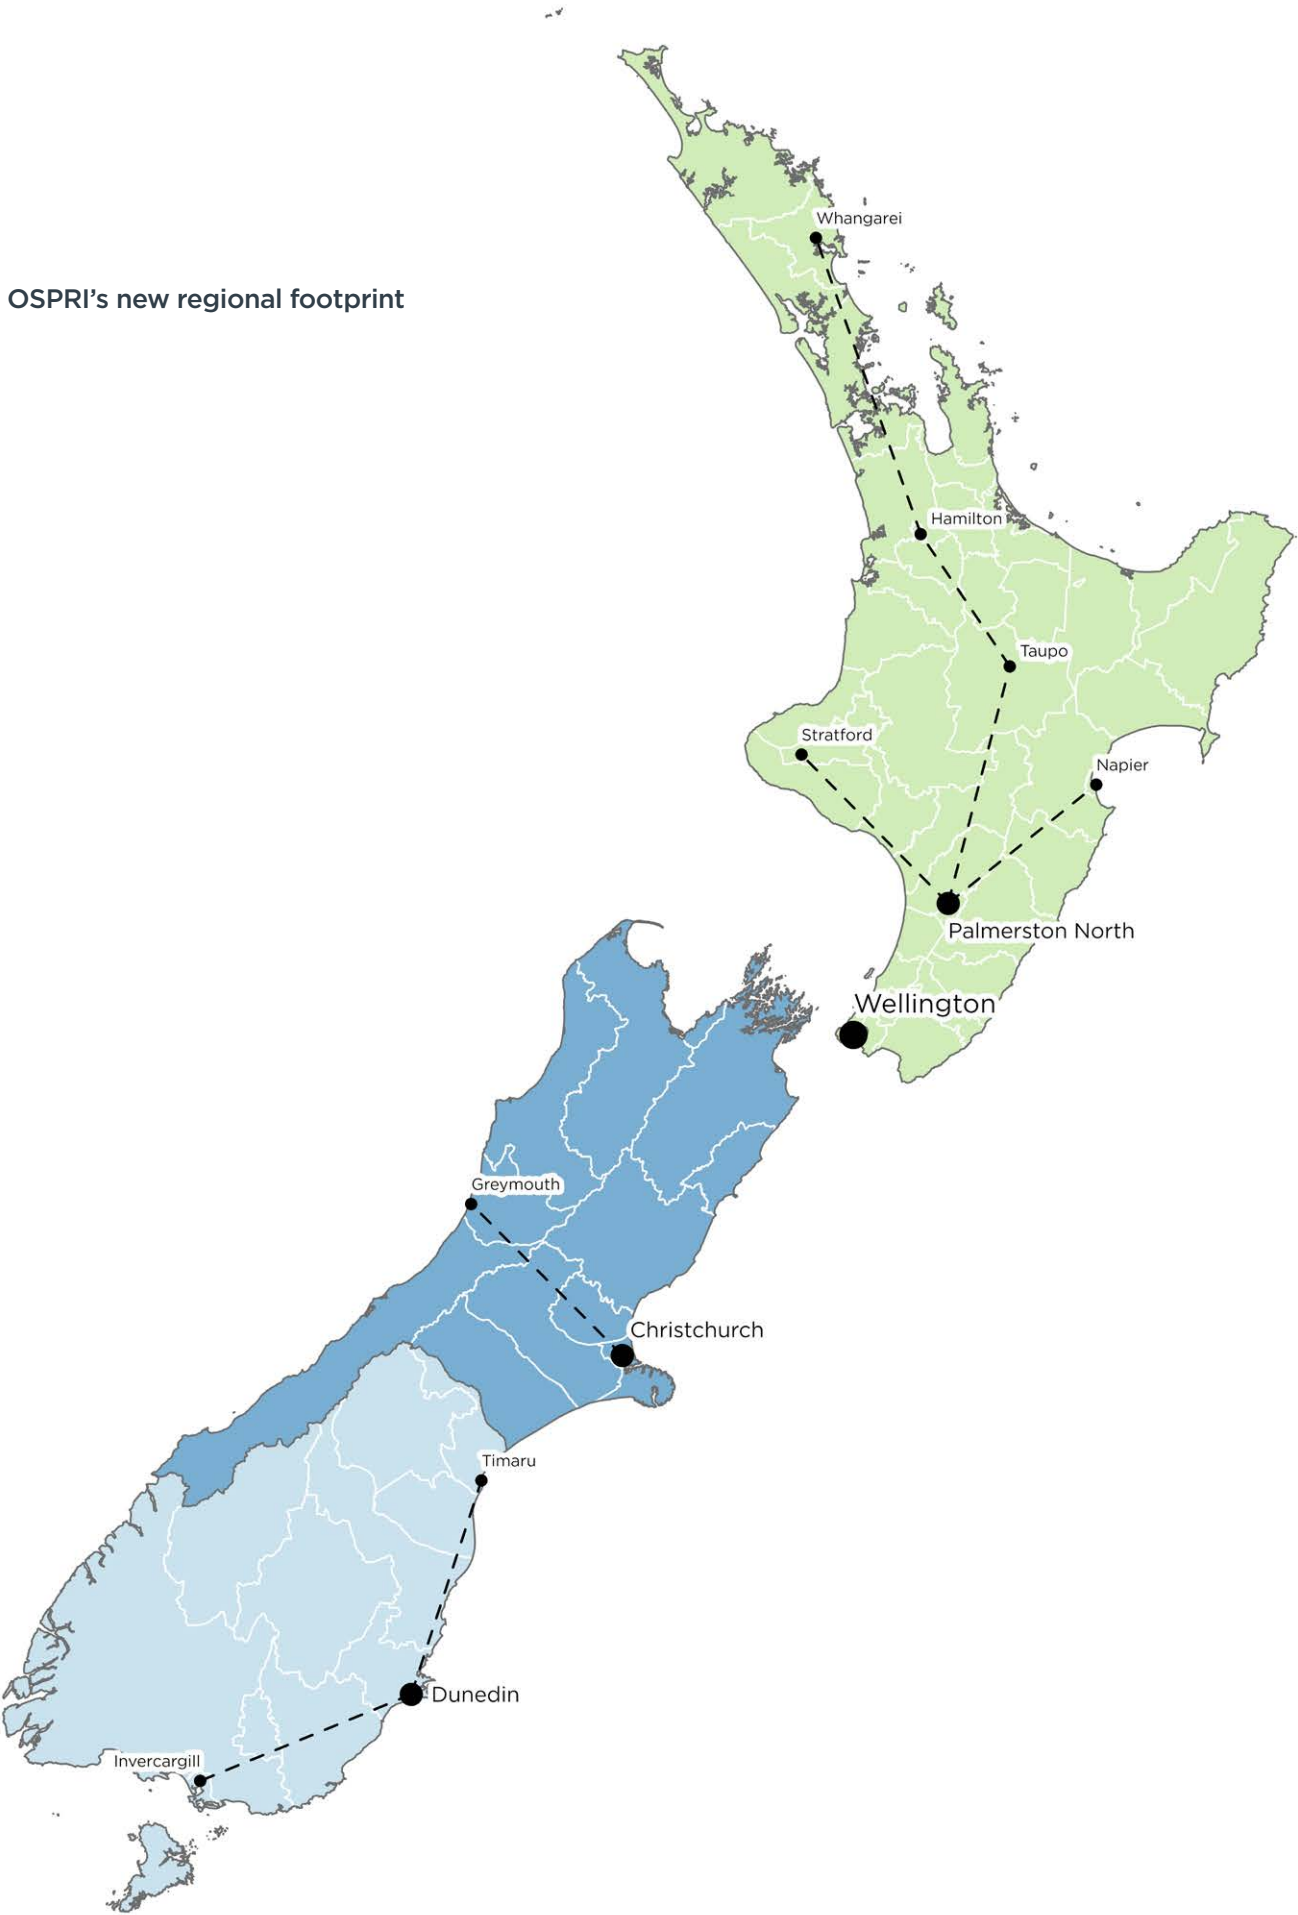 Whangarei
OSPRI’s new regional footprint
Hamilton
Taupo
Stratford
Napier
Palmerston North
Wellington
Greymouth
Christchurch
Timaru
Dunedin
Invercargill